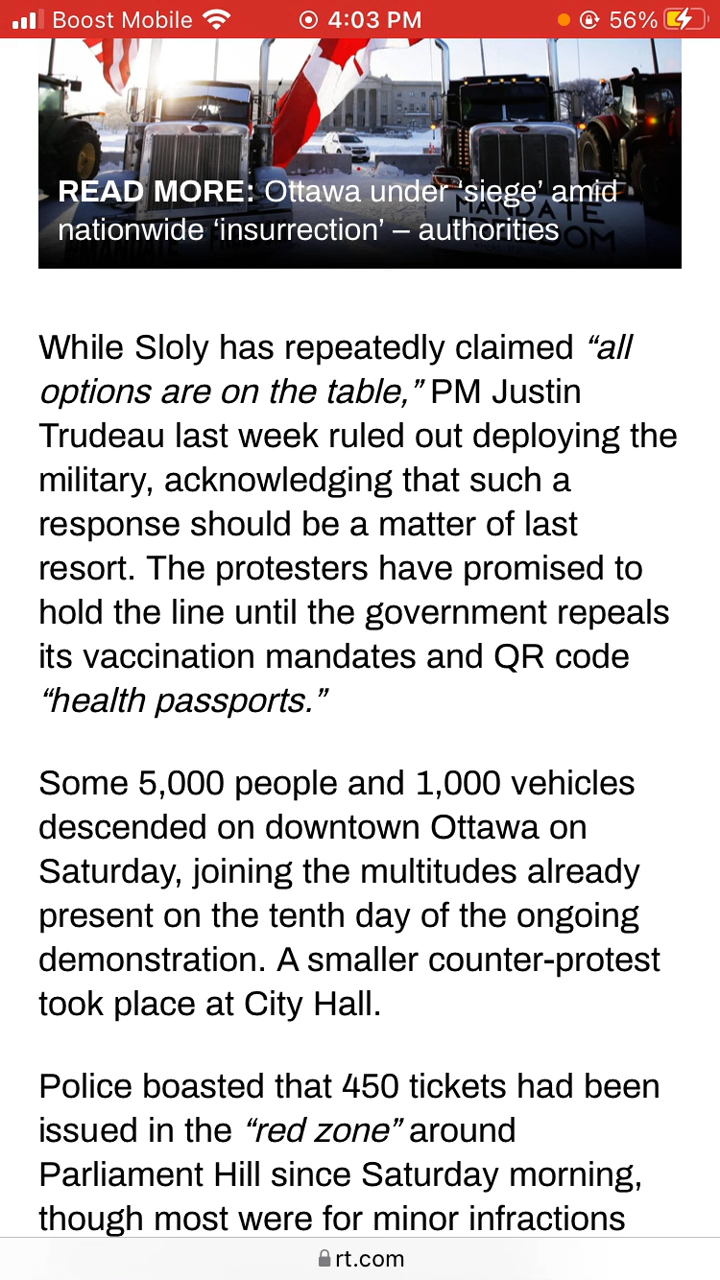 Boost Mobile 4:03 PM 56%
READ MORE: Ottawa under ‘siege’ amid
nationwide ‘insurrection’ – authorities
MANDATE
While Sloly has repeatedly claimed “all
options are on the table,” PM Justin
Trudeau last week ruled out deploying the
military, acknowledging that such a
response should be a matter of last
resort. The protesters have promised to
hold the line until the government repeals
its vaccination mandates and QR code
“health passports.”
Some 5,000 people and 1,000 vehicles
descended on downtown Ottawa on
Saturday, joining the multitudes already
present on the tenth day of the ongoing
demonstration. A smaller counter-protest
took place at City Hall.
Police boasted that 450 tickets had been
issued in the “red zone” around
Parliament Hill since Saturday morning,
though most were for minor infractions
rt.com